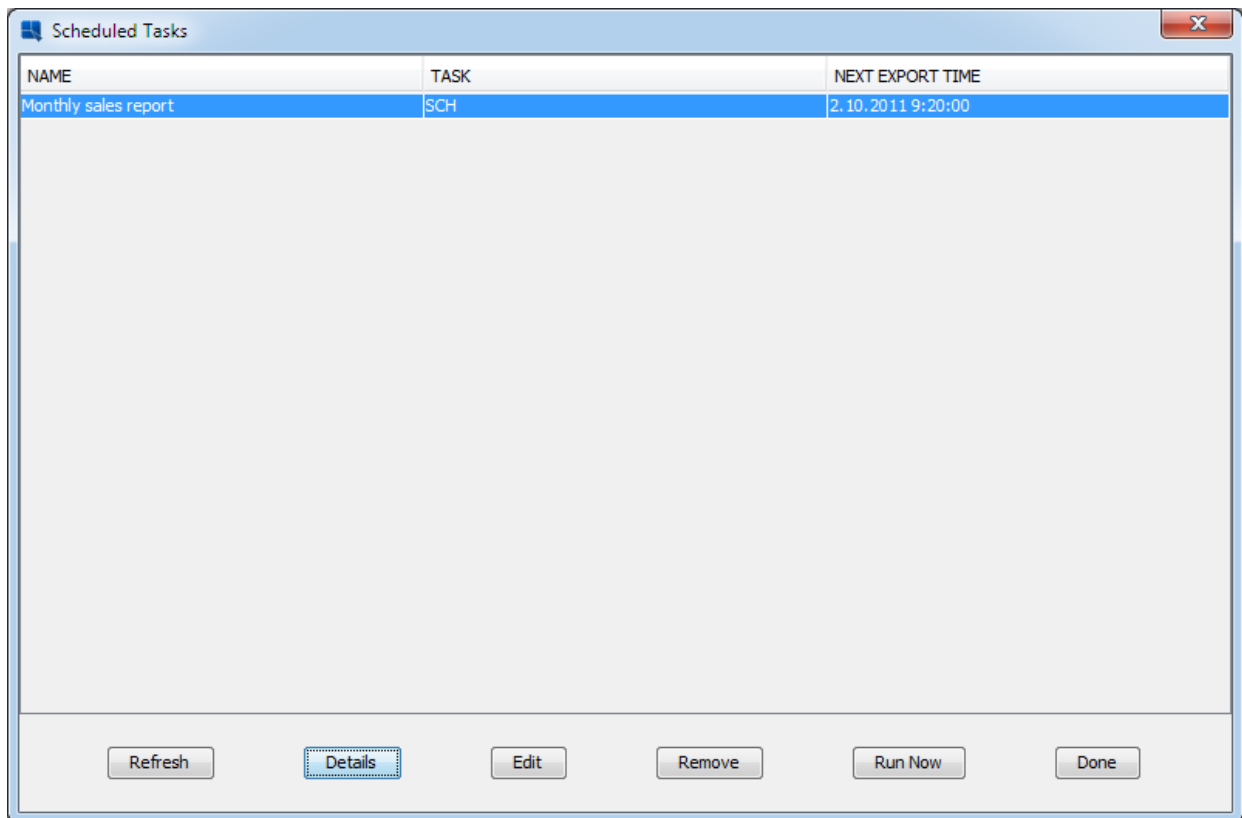 Scheduled Tasks
NAME TASK NEXT EXPORT TIME
Monthly sales report SCH 2.10.2011 9:20:00
Refresh Details Edit Remove Run Now Done